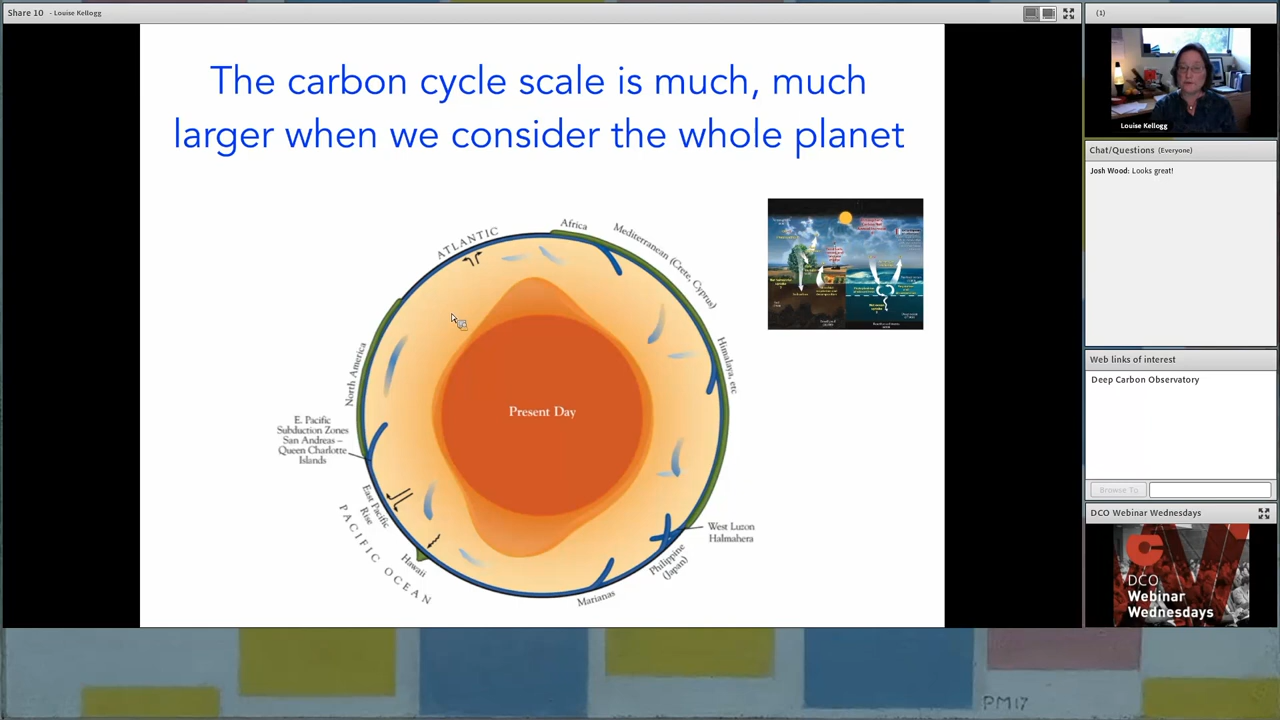 Share 10 - Louise Kellogg
(1)
The carbon cycle scale is much, much
larger when we consider the whole planet
Africa
ATLANTIC
Mediterranean (Crete, Cyprus)
Himalaya, etc
North America
Present Day
E. Pacific
Subduction Zones
San Andreas –
Queen Charlotte
Islands
East Pacific
Rise
PACIFIC OCEAN
Hawaii
West Luzon
Halmahera
Philippine
(Japan)
Marianas
Louise Kellogg
Chat/Questions (Everyone)
Josh Wood: Looks great!
Web links of interest
Deep Carbon Observatory
Browse To
DCO Webinar Wednesdays
DCO
Webinar
Wednesdays
PM17